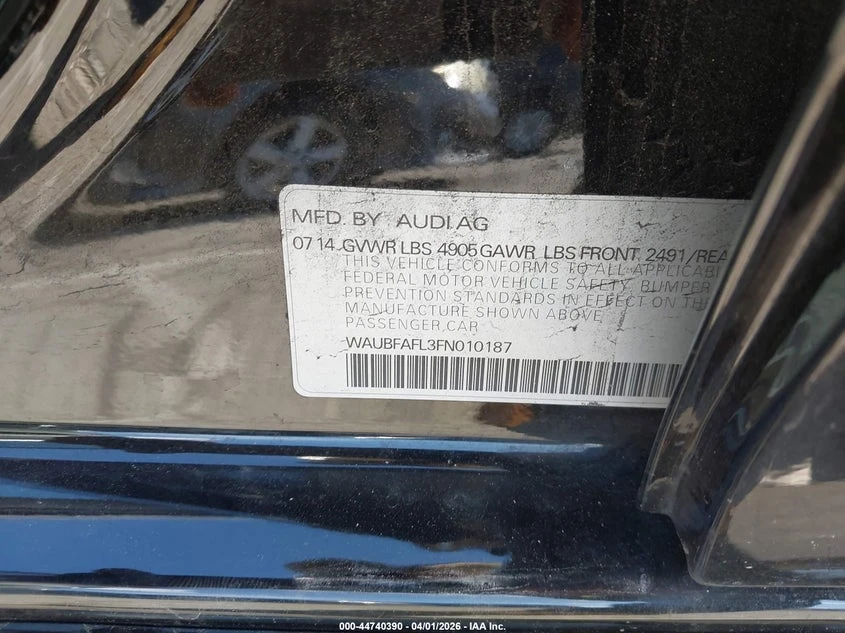 MFD. BY AUDI AG
07 14 GVWR LBS 4905 GAWR LBS FRONT 2491/REA
THIS VEHICLE CONFORMS TO ALL APPLICABL
FEDERAL MOTOR VEHICLE SAFETY, BUMPER
PREVENTION STANDARDS IN EFFECT ON THE
MANUFACTURE SHOWN ABOVE
PASSENGER CAR
WAUBFAFL3FN010187
000-44740390 - 04/01/2026 - IAA Inc.